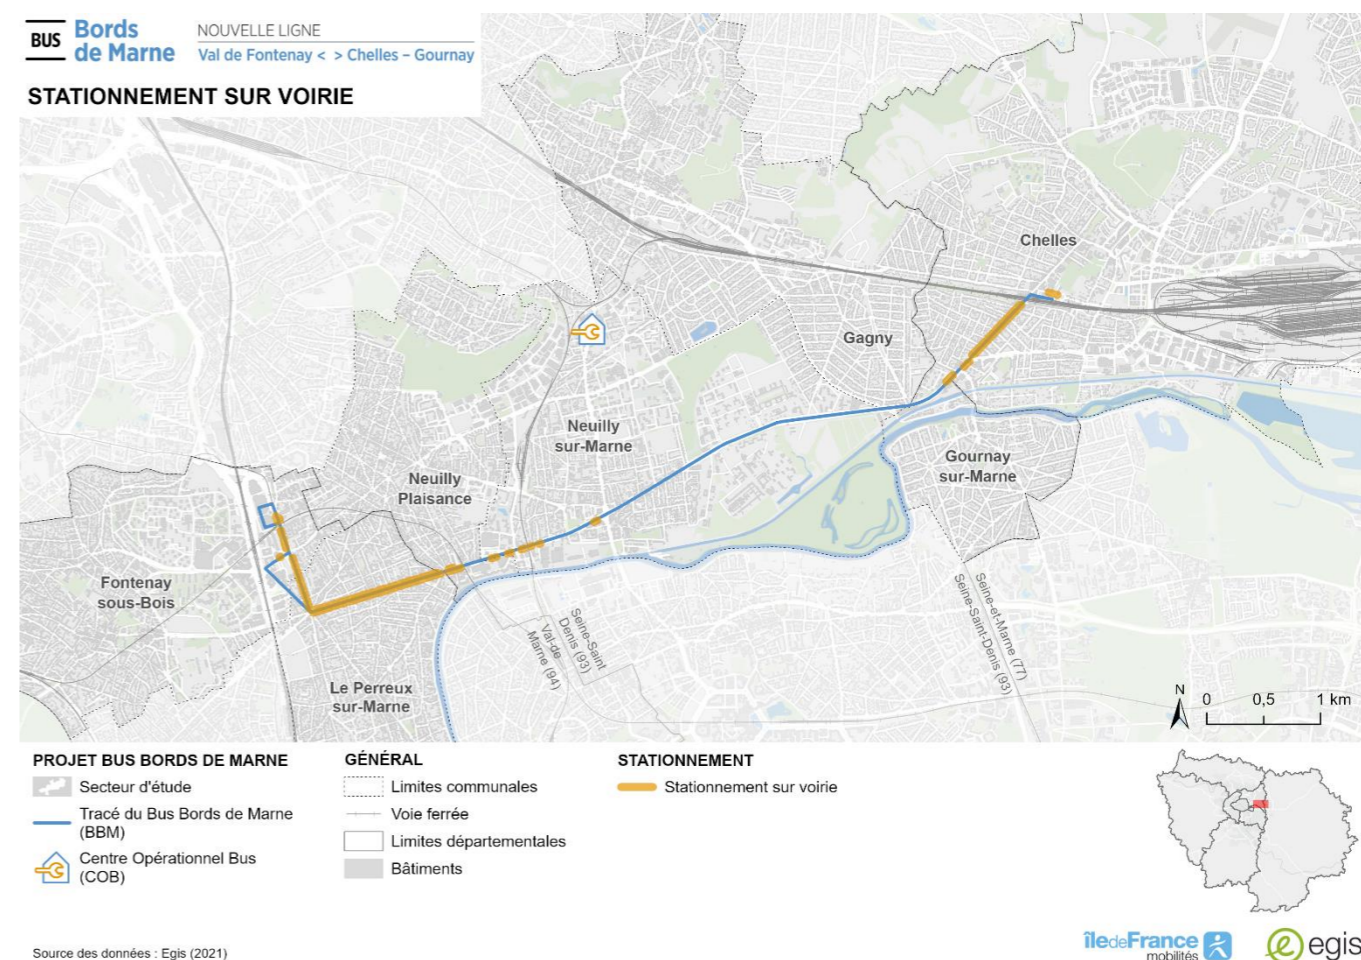 BUS Bords
de Marne
NOUVELLE LIGNE
Val de Fontenay < > Chelles – Gournay
STATIONNEMENT SUR VOIRIE
Chelles
Gagny
Neuilly
sur-Marne
Gournay
sur-Marne
Neuilly
Plaisance
Fontenay
sous-Bois
Le Perreux
sur-Marne
Seine-Saint
Denis (93)
Val-de
Marne (94)
Seine-et-Marne (77)
Seine-Saint-Denis (93)
N
0 0,5 1 km
PROJET BUS BORDS DE MARNE
Secteur d'étude
Tracé du Bus Bords de Marne
(BBM)
Centre Opérationnel Bus
(COB)
GÉNÉRAL
Limites communales
Voie ferrée
Limites départementales
Bâtiments
STATIONNEMENT
Stationnement sur voirie
Source des données : Egis (2021)
îledeFrance
mobilités
egis